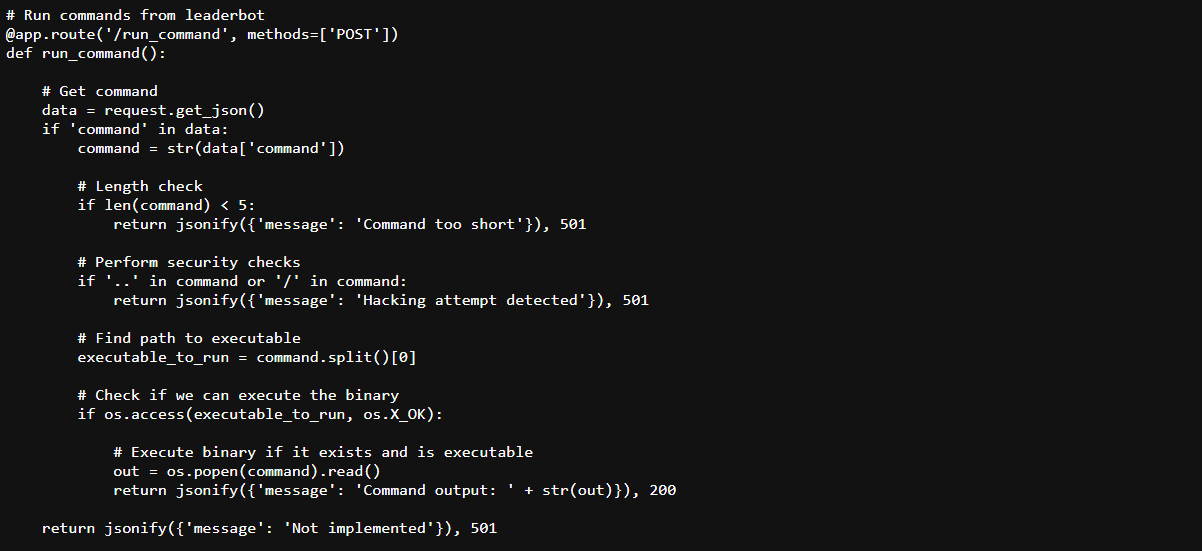 # Run commands from leaderbot
@app.route('/run_command', methods=['POST'])
def run_command():
    # Get command
    data = request.get_json()
    if 'command' in data:
        command = str(data['command'])
        # Length check
        if len(command) < 5:
            return jsonify({'message': 'Command too short'}), 501
        # Perform security checks
        if '..' in command or '/' in command:
            return jsonify({'message': 'Hacking attempt detected'}), 501
        # Find path to executable
        executable_to_run = command.split()[0]
        # Check if we can execute the binary
        if os.access(executable_to_run, os.X_OK):
            # Execute binary if it exists and is executable
            out = os.popen(command).read()
            return jsonify({'message': 'Command output: ' + str(out)}), 200
    return jsonify({'message': 'Not implemented'}), 501